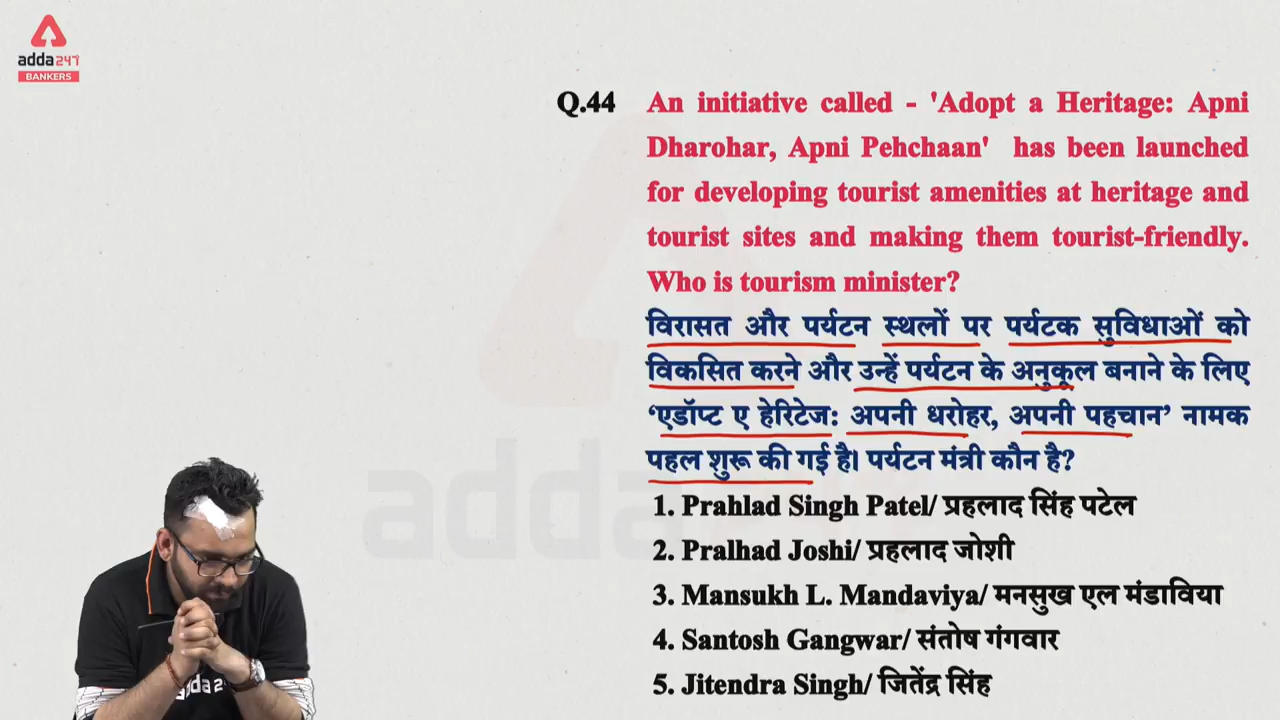 adda247
BANKERS
Q.44 An initiative called - 'Adopt a Heritage: Apni
Dharohar, Apni Pehchaan' has been launched
for developing tourist amenities at heritage and
tourist sites and making them tourist-friendly.
Who is tourism minister?
विरासत और पर्यटन स्थलों पर पर्यटक सुविधाओं को
विकसित करने और उन्हें पर्यटन के अनुकूल बनाने के लिए
‘एडॉप्ट ए हेरिटेज: अपनी धरोहर, अपनी पहचान’ नामक
पहल शुरू की गई है। पर्यटन मंत्री कौन है?
1. Prahlad Singh Patel/ प्रहलाद सिंह पटेल
2. Pralhad Joshi/ प्रहलाद जोशी
3. Mansukh L. Mandaviya/ मनसुख एल मंडाविया
4. Santosh Gangwar/ संतोष गंगवार
5. Jitendra Singh/ जितेंद्र सिंह
adda